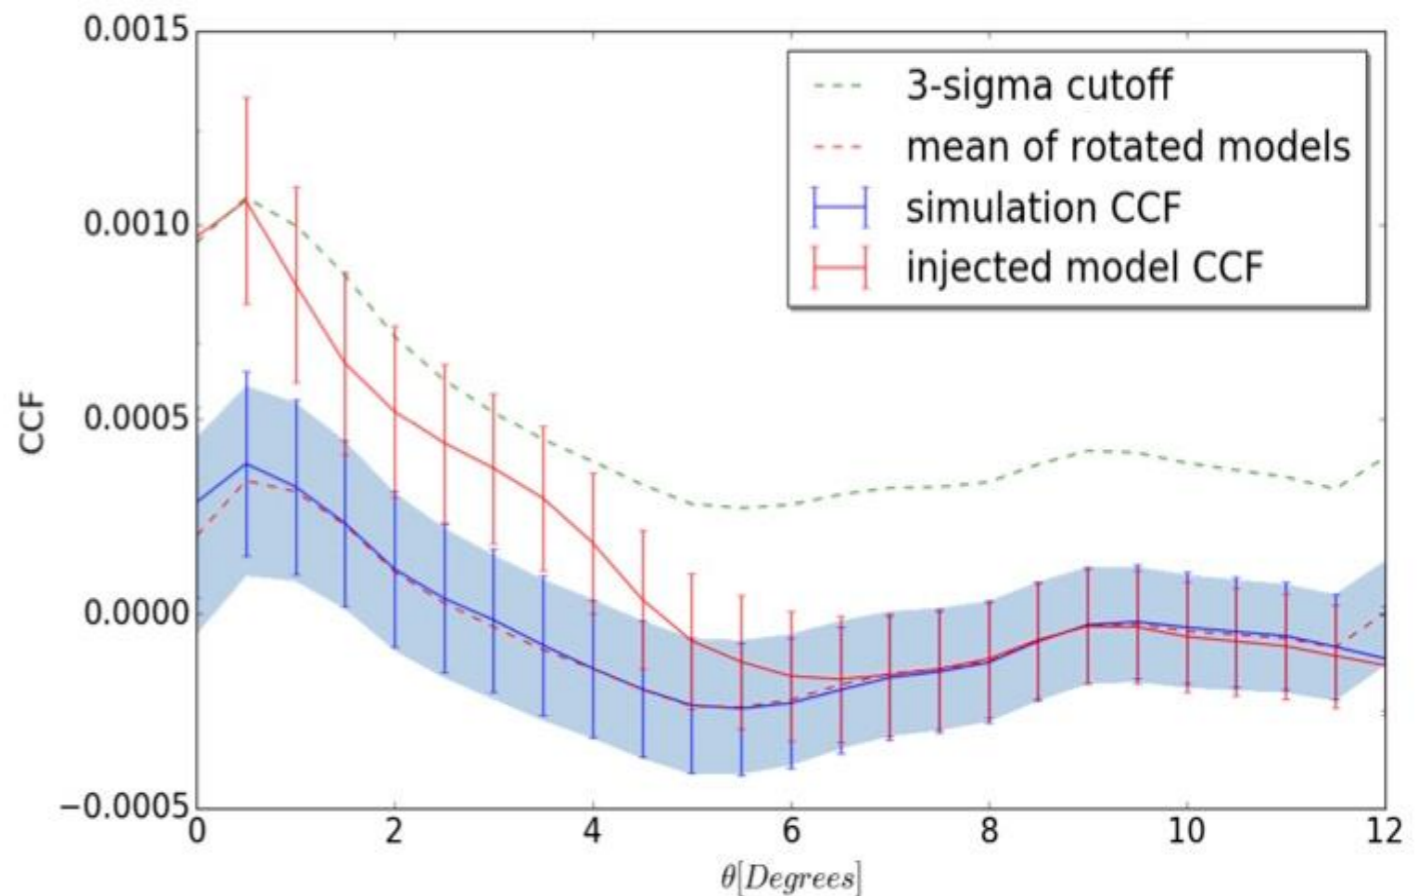 0.0015
0.0010
0.0005
0.0000
−0.0005
CCF
3-sigma cutoff
mean of rotated models
simulation CCF
injected model CCF
0 2 4 6 8 10 12
θ[Degrees]